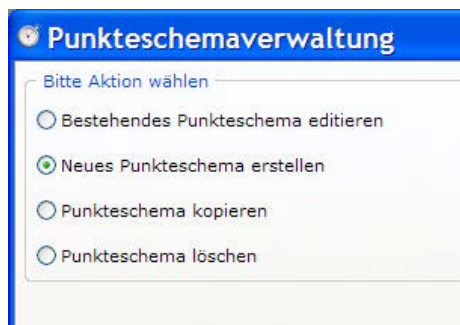 Punkteschemaverwaltung
Bitte Aktion wählen
Bestehendes Punkteschema editieren
Neues Punkteschema erstellen
Punkteschema kopieren
Punkteschema löschen